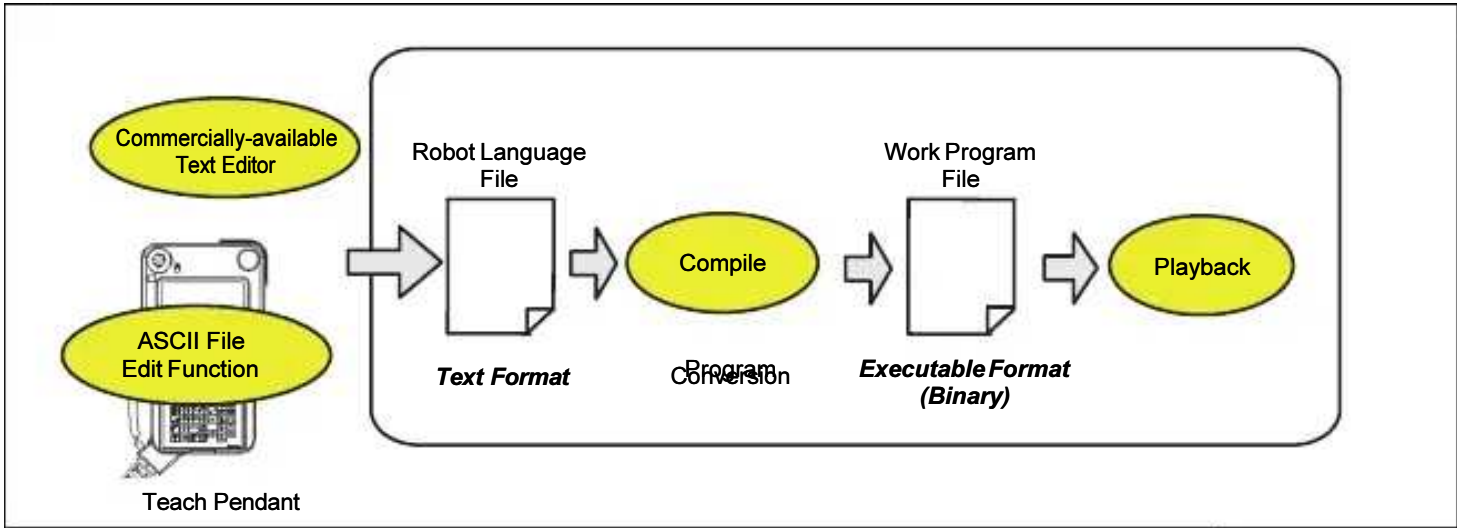 Commercially-available
Text Editor
ASCII File
Edit Function
Teach Pendant
Robot Language
File
Text Format
Compile
Program
Conversion
Work Program
File
Executable Format
(Binary)
Playback